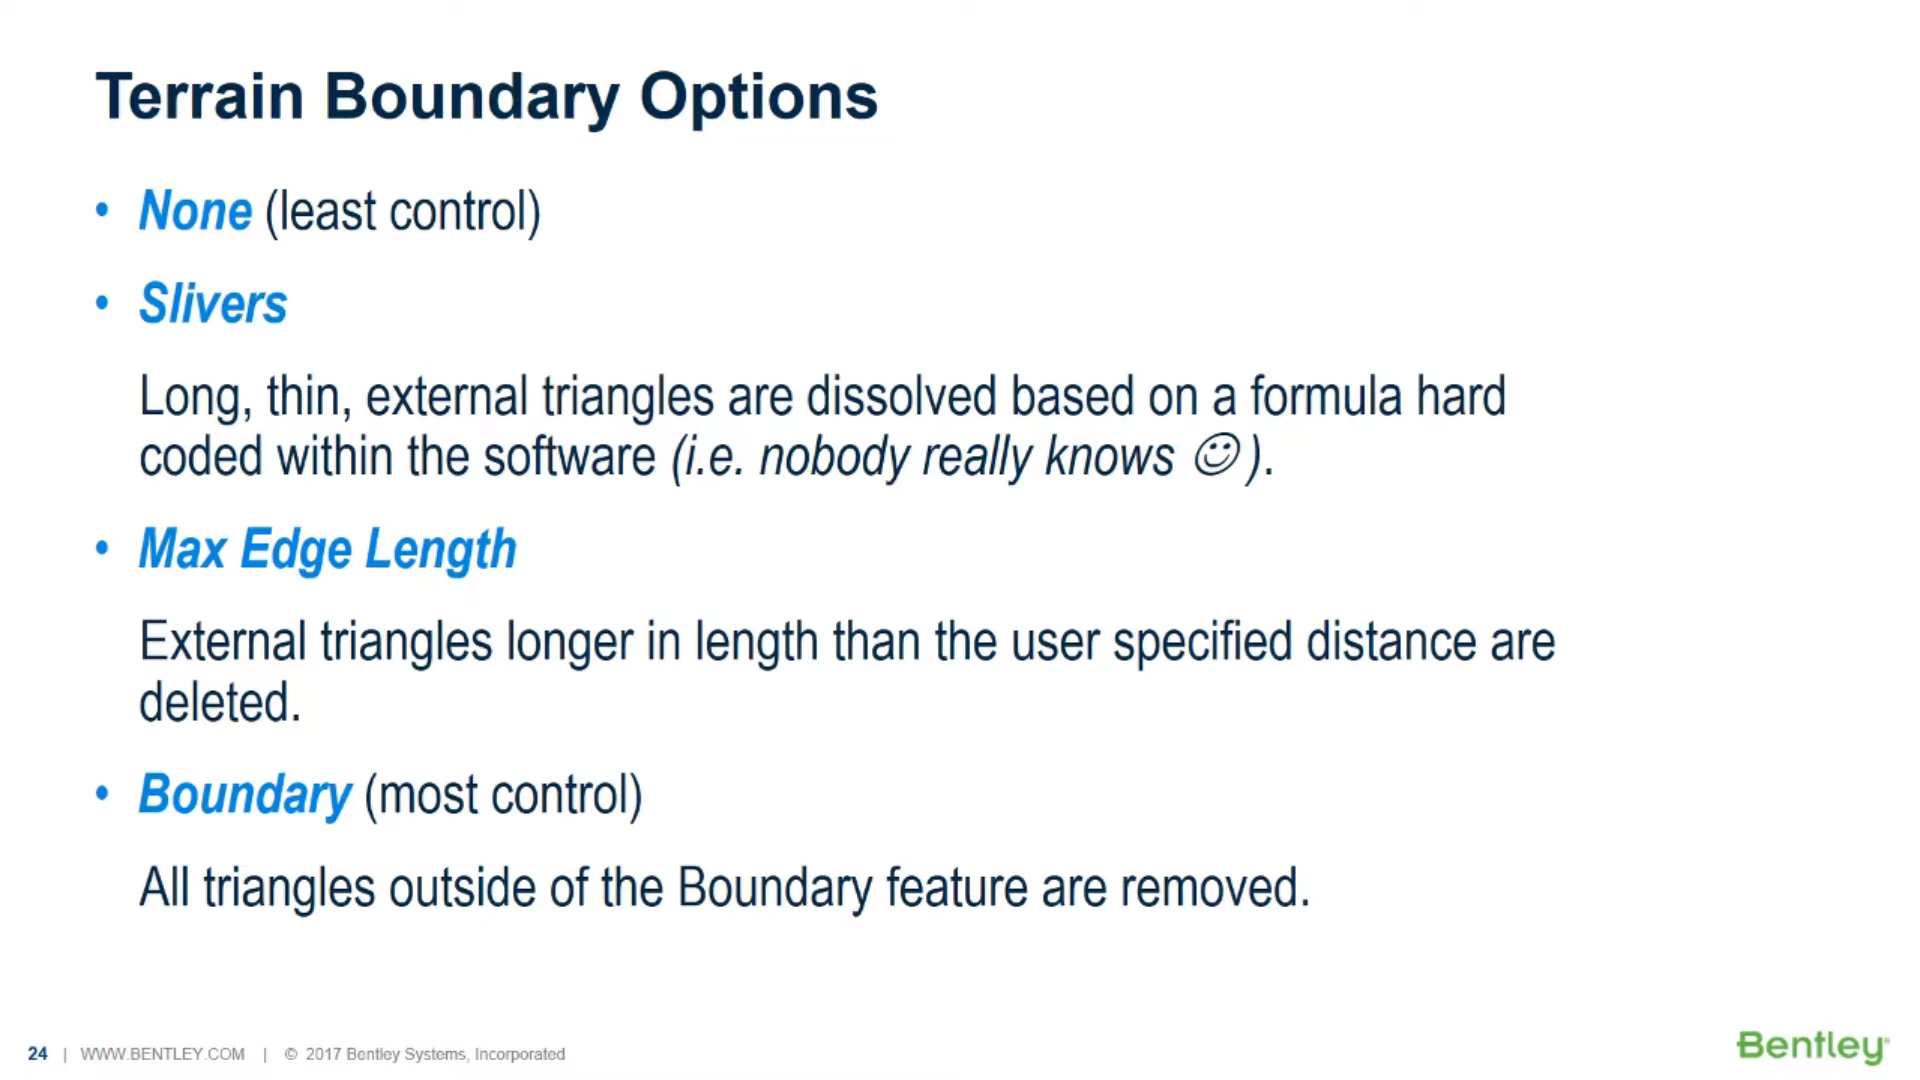 Terrain Boundary Options
• None (least control)
• Slivers
Long, thin, external triangles are dissolved based on a formula hard
coded within the software (i.e. nobody really knows ☺).
• Max Edge Length
External triangles longer in length than the user specified distance are
deleted.
• Boundary (most control)
All triangles outside of the Boundary feature are removed.
24 | WWW.BENTLEY.COM | © 2017 Bentley Systems, Incorporated
Bentley®